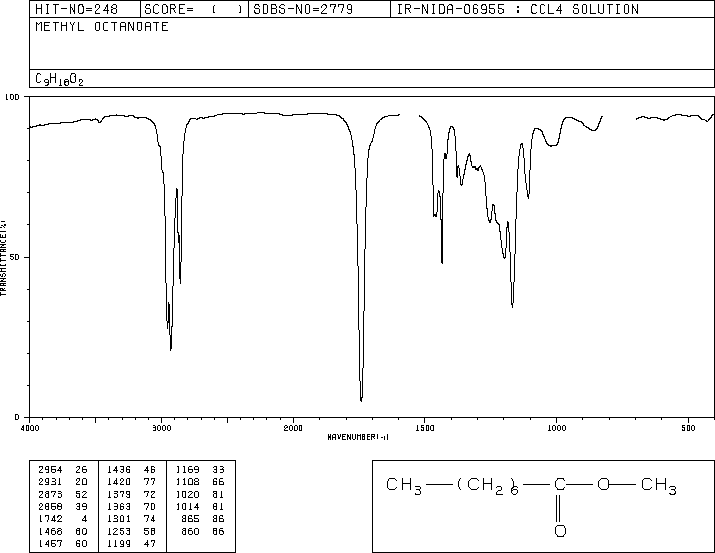 HIT-NO=248 SCORE= ( ) SDBS-NO=2779 IR-NIDA-06955 : CCL4 SOLUTION
METHYL OCTANOATE
C9H18O2
100
50
0
TRANSMITTANCE(%)
4000 3000 2000 1500 1000 500
WAVENUMBER(-1)
2954 26 1436 46 1169 33
2931 20 1420 77 1108 66
2873 52 1379 72 1020 81
2858 39 1363 70 1014 81
1742 4 1301 74 865 86
1466 60 1253 58 860 86
1457 60 1199 47
CH3 (CH2)6 C O CH3
O